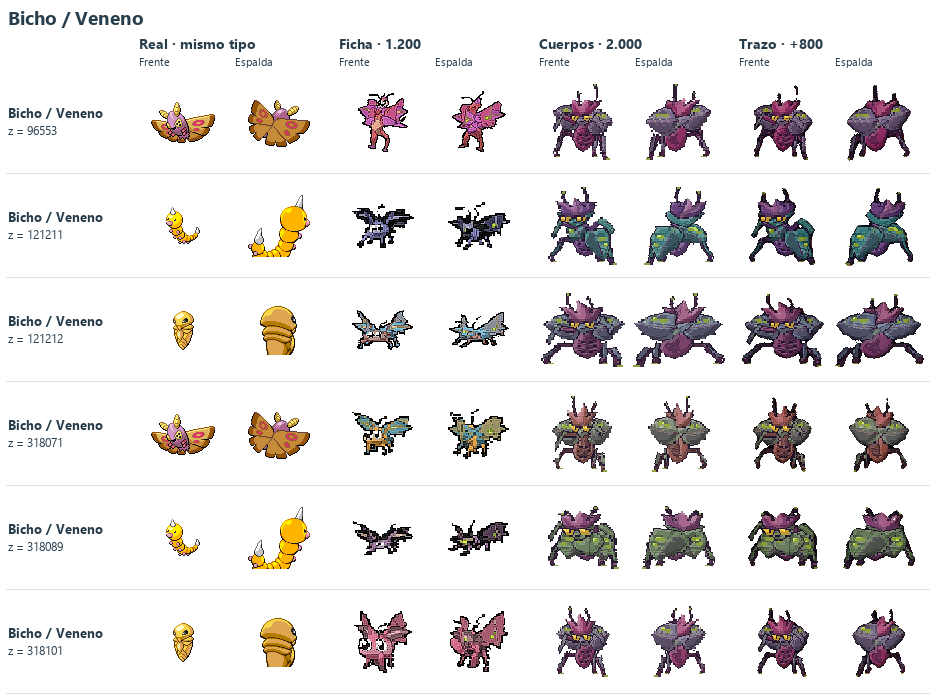 Bicho / Veneno
Real · mismo tipo
Ficha · 1.200
Cuerpos · 2.000
Trazo · +800
Frente
Espalda
Frente
Espalda
Frente
Espalda
Frente
Espalda
Bicho / Veneno
z = 96553
Bicho / Veneno
z = 121211
Bicho / Veneno
z = 121212
Bicho / Veneno
z = 318071
Bicho / Veneno
z = 318089
Bicho / Veneno
z = 318101